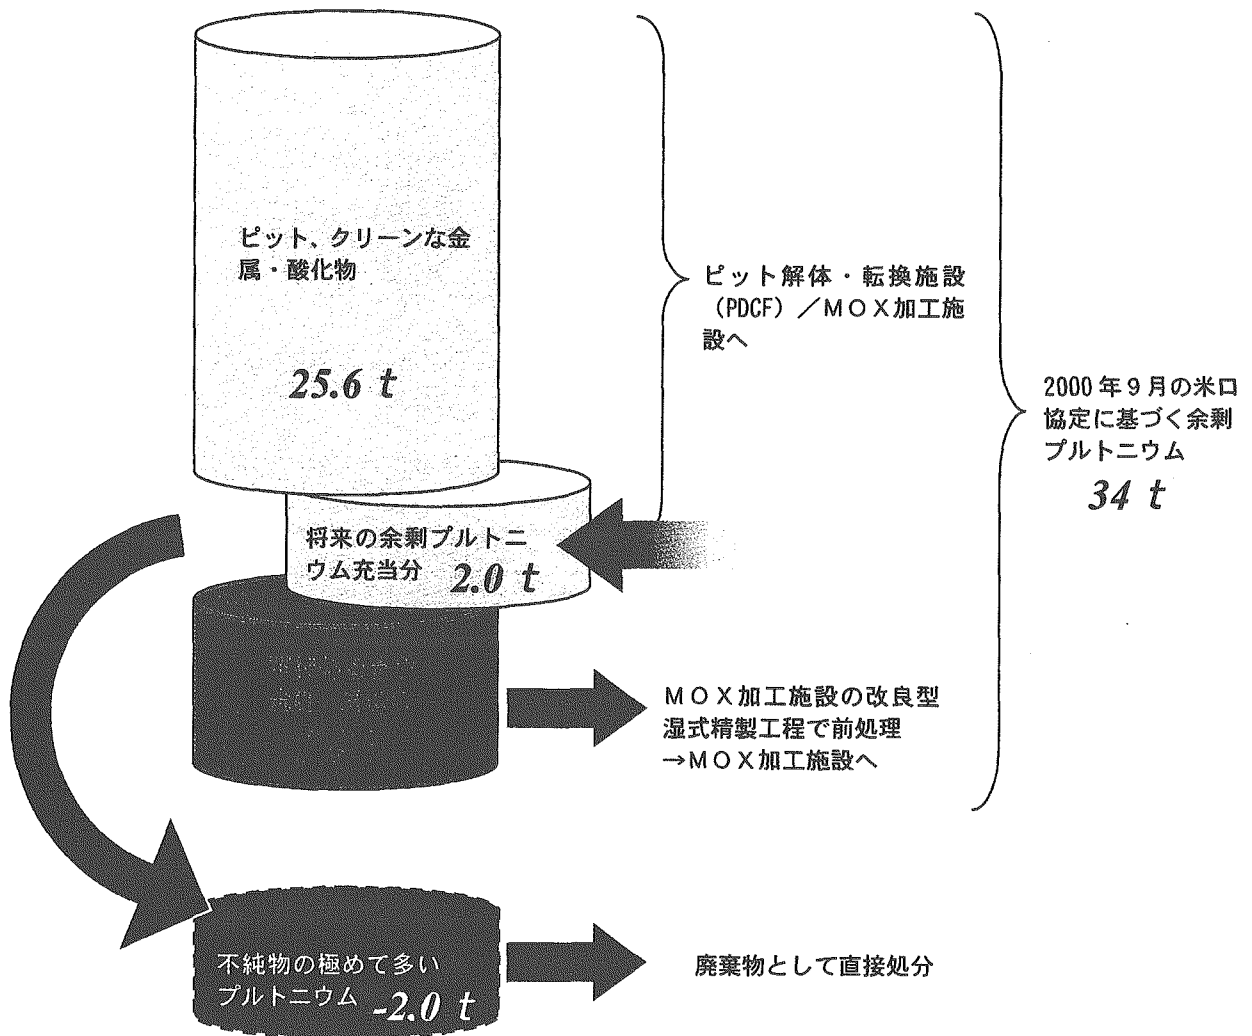 ピット、クリーンな金
属・酸化物
25.6 t
ピット解体・転換施設
（PDCF）／ＭＯＸ加工施
設へ
2000年９月の米ロ
協定に基づく余剰
プルトニウム
34 t
将来の余剰プルトニ
ウム充当分 2.0 t
ＭＯＸ加工施設の改良型
湿式精製工程で前処理
→ＭＯＸ加工施設へ
不純物の極めて多い
プルトニウム -2.0 t
廃棄物として直接処分